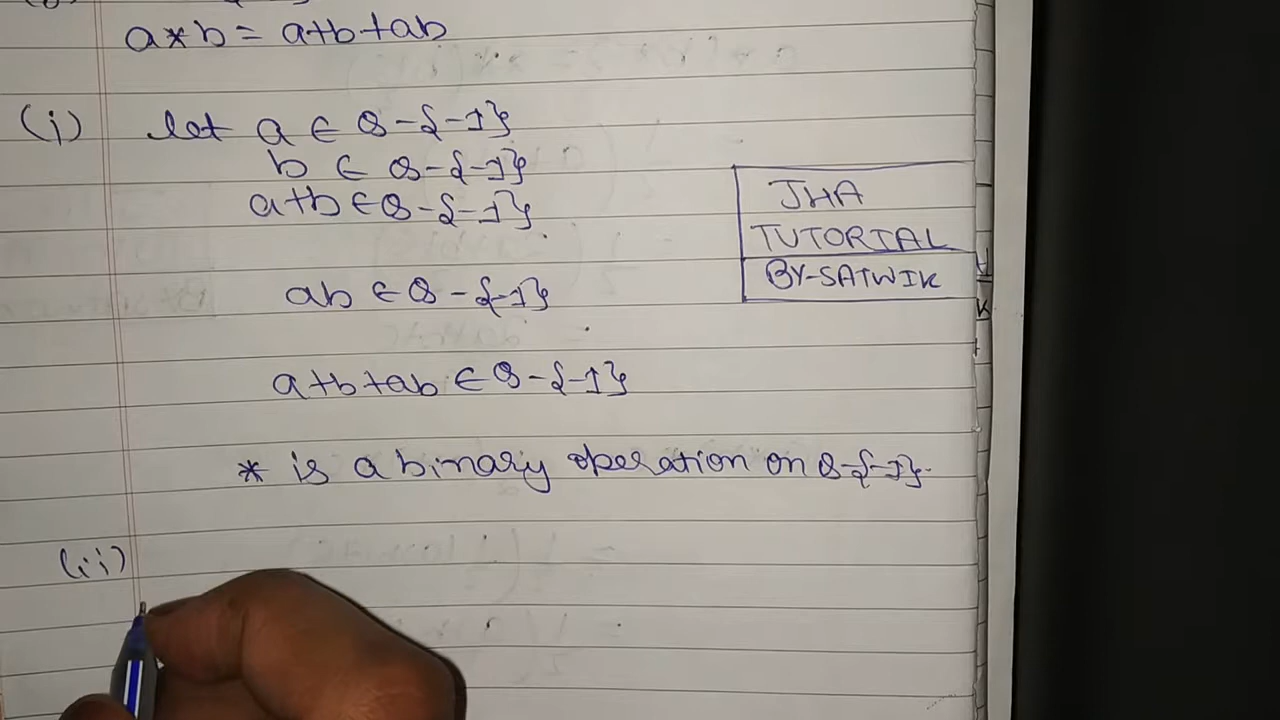 a*b = a+b+ab
(i) let a ∈ Q-{-1}
b ∈ Q-{-1}
a+b ∈ Q-{-1}
ab ∈ Q-{-1}
a+b+ab ∈ Q-{-1}
* is a binary operation on Q-{-1}.
(ii)
JHA
TUTORIAL
BY-SATWIK